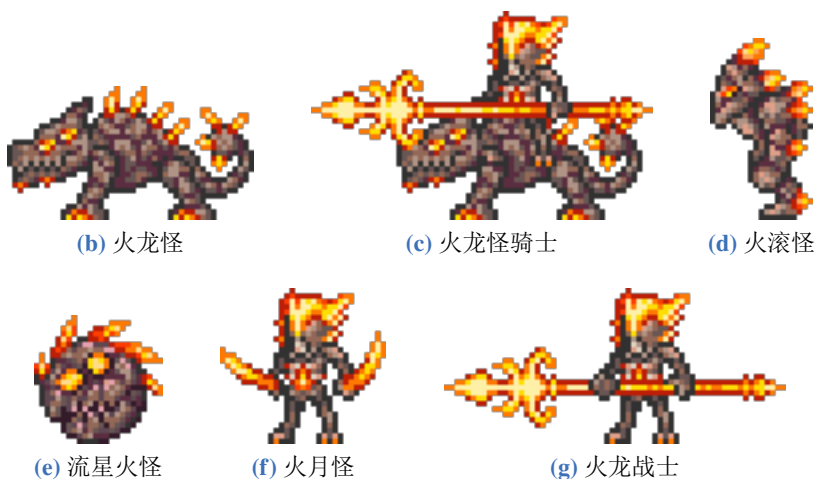 (b) 火龙怪
(c) 火龙怪骑士
(d) 火滚怪
(e) 流星火怪
(f) 火月怪
(g) 火龙战士